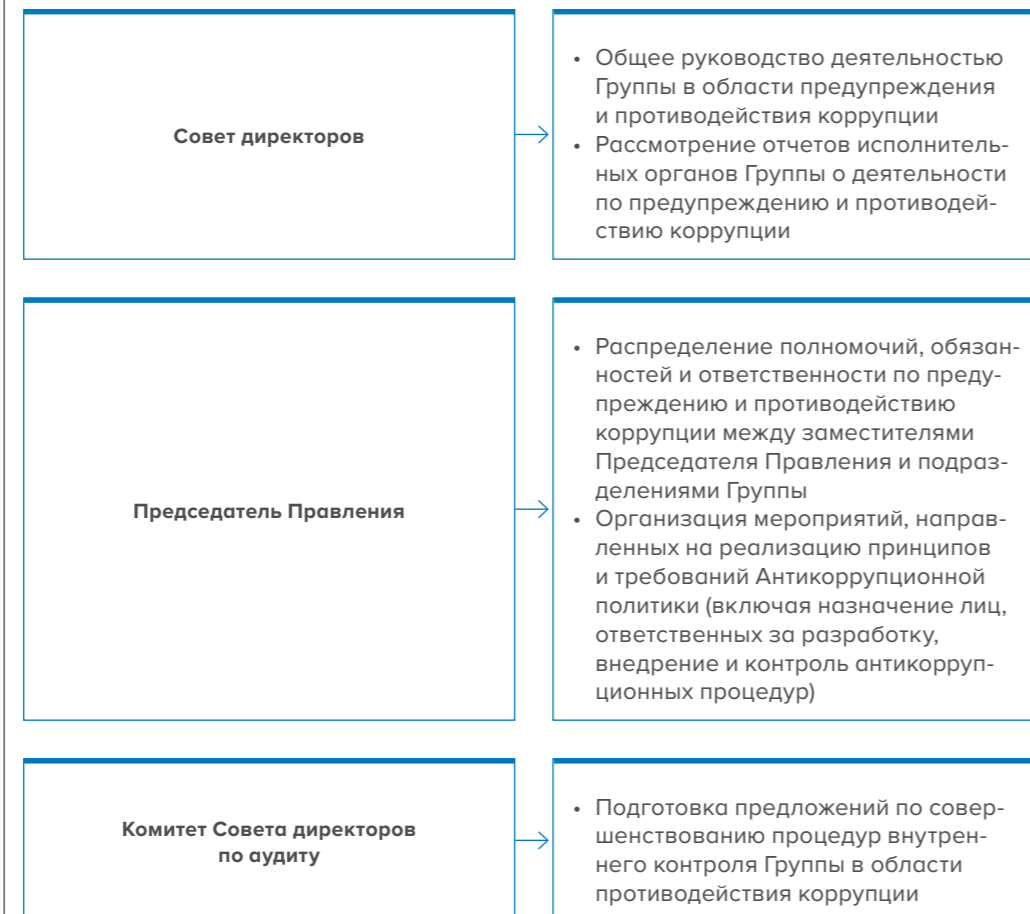 Совет директоров
• Общее руководство деятельностью
Группы в области предупреждения
и противодействия коррупции
• Рассмотрение отчетов исполнитель-
ных органов Группы о деятельности
по предупреждению и противодей-
ствию коррупции
Председатель Правления
• Распределение полномочий, обязан-
ностей и ответственности по преду-
преждению и противодействию
коррупции между заместителями
Председателя Правления и подраз-
делениями Группы
• Организация мероприятий, направ-
ленных на реализацию принципов
и требований Антикоррупционной
политики (включая назначение лиц,
ответственных за разработку,
внедрение и контроль антикорруп-
ционных процедур)
Комитет Совета директоров
по аудиту
• Подготовка предложений по совер-
шенствованию процедур внутрен-
него контроля Группы в области
противодействия коррупции